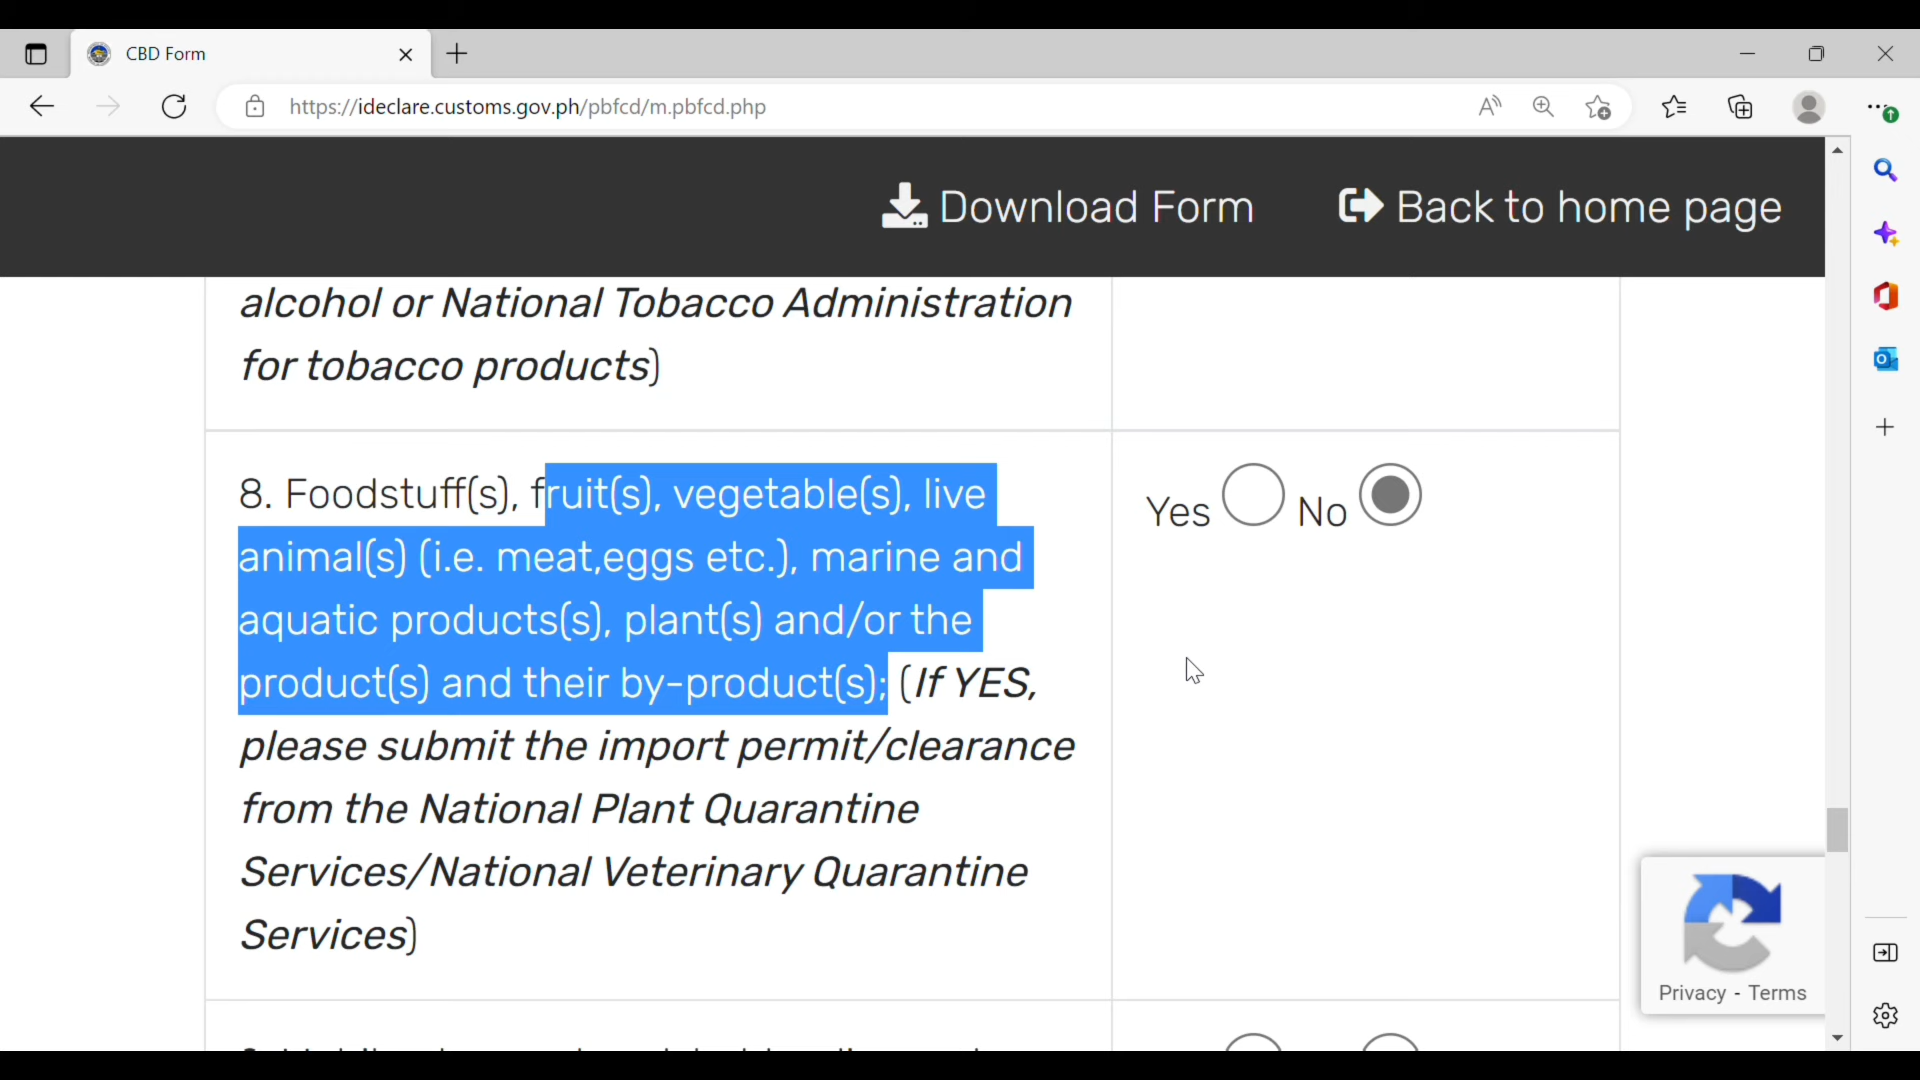 CBD Form
https://ideclare.customs.gov.ph/pbfcd/m.pbfcd.php
Download Form
Back to home page
alcohol or National Tobacco Administration
for tobacco products)
8. Foodstuff(s), fruit(s), vegetable(s), live
animal(s) (i.e. meat,eggs etc.), marine and
aquatic products(s), plant(s) and/or the
product(s) and their by-product(s); (If YES,
please submit the import permit/clearance
from the National Plant Quarantine
Services/National Veterinary Quarantine
Services)
Yes No
Privacy - Terms